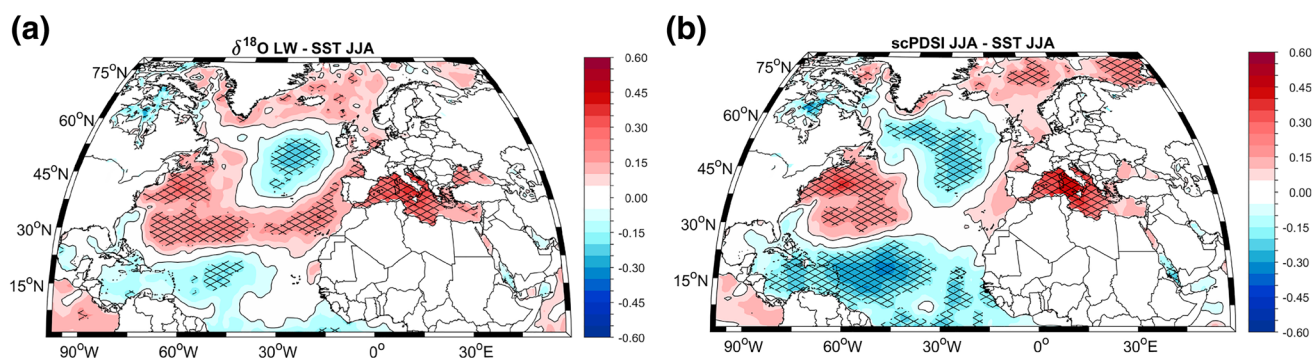 (a)
δ¹⁸O LW - SST JJA
75°N
60°N
45°N
30°N
15°N
90°W 60°W 30°W 0° 30°E
0.60
0.45
0.30
0.15
0.00
-0.15
-0.30
-0.45
-0.60
(b)
scPDSI JJA - SST JJA
75°N
60°N
45°N
30°N
15°N
90°W 60°W 30°W 0° 30°E
0.60
0.45
0.30
0.15
0.00
-0.15
-0.30
-0.45
-0.60